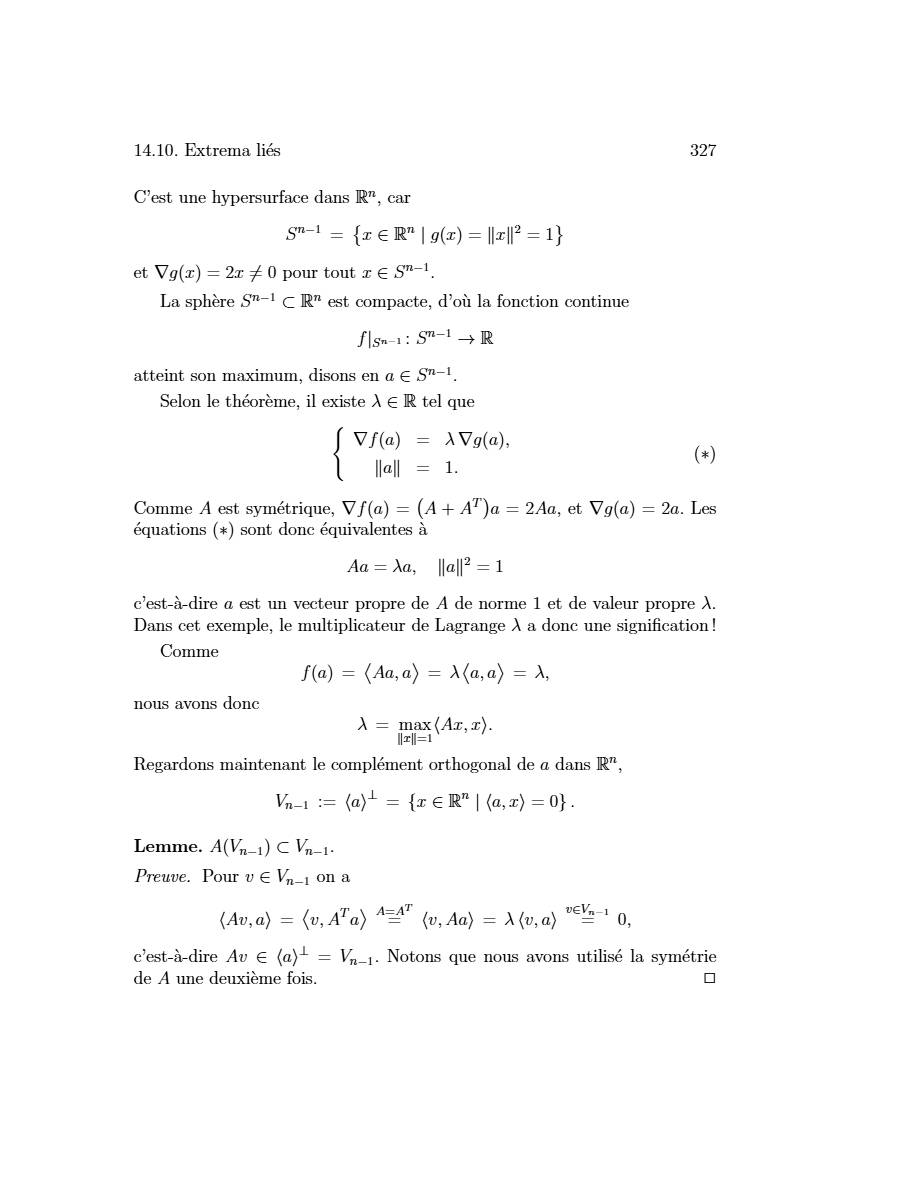 14.10. Extrema liés 327
C'est une hypersurface dans ℝⁿ, car
Sⁿ⁻¹ = {x ∈ ℝⁿ | g(x) = ‖x‖² = 1}
et ∇g(x) = 2x ≠ 0 pour tout x ∈ Sⁿ⁻¹.
La sphère Sⁿ⁻¹ ⊂ ℝⁿ est compacte, d'où la fonction continue
f|_{Sⁿ⁻¹} : Sⁿ⁻¹ → ℝ
atteint son maximum, disons en a ∈ Sⁿ⁻¹.
Selon le théorème, il existe λ ∈ ℝ tel que
{ ∇f(a) = λ ∇g(a),
‖a‖ = 1. (∗)
Comme A est symétrique, ∇f(a) = (A + Aᵀ)a = 2Aa, et ∇g(a) = 2a. Les
équations (∗) sont donc équivalentes à
Aa = λa, ‖a‖² = 1
c'est-à-dire a est un vecteur propre de A de norme 1 et de valeur propre λ.
Dans cet exemple, le multiplicateur de Lagrange λ a donc une signification !
Comme
f(a) = ⟨Aa, a⟩ = λ⟨a, a⟩ = λ,
nous avons donc
λ = max_{‖x‖=1} ⟨Ax, x⟩.
Regardons maintenant le complément orthogonal de a dans ℝⁿ,
Vₙ₋₁ := ⟨a⟩^⊥ = {x ∈ ℝⁿ | ⟨a, x⟩ = 0} .
Lemme. A(Vₙ₋₁) ⊂ Vₙ₋₁.
Preuve. Pour v ∈ Vₙ₋₁ on a
⟨Av, a⟩ = ⟨v, Aᵀa⟩ =^{A=Aᵀ} ⟨v, Aa⟩ = λ ⟨v, a⟩ =^{v∈Vₙ₋₁} 0,
c'est-à-dire Av ∈ ⟨a⟩^⊥ = Vₙ₋₁. Notons que nous avons utilisé la symétrie
de A une deuxième fois. □